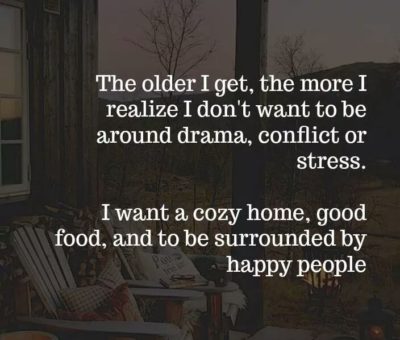 The older I get, the more I
realize I don't want to be
around drama, conflict or
stress.
I want a cozy home, good
food, and to be surrounded by
happy people